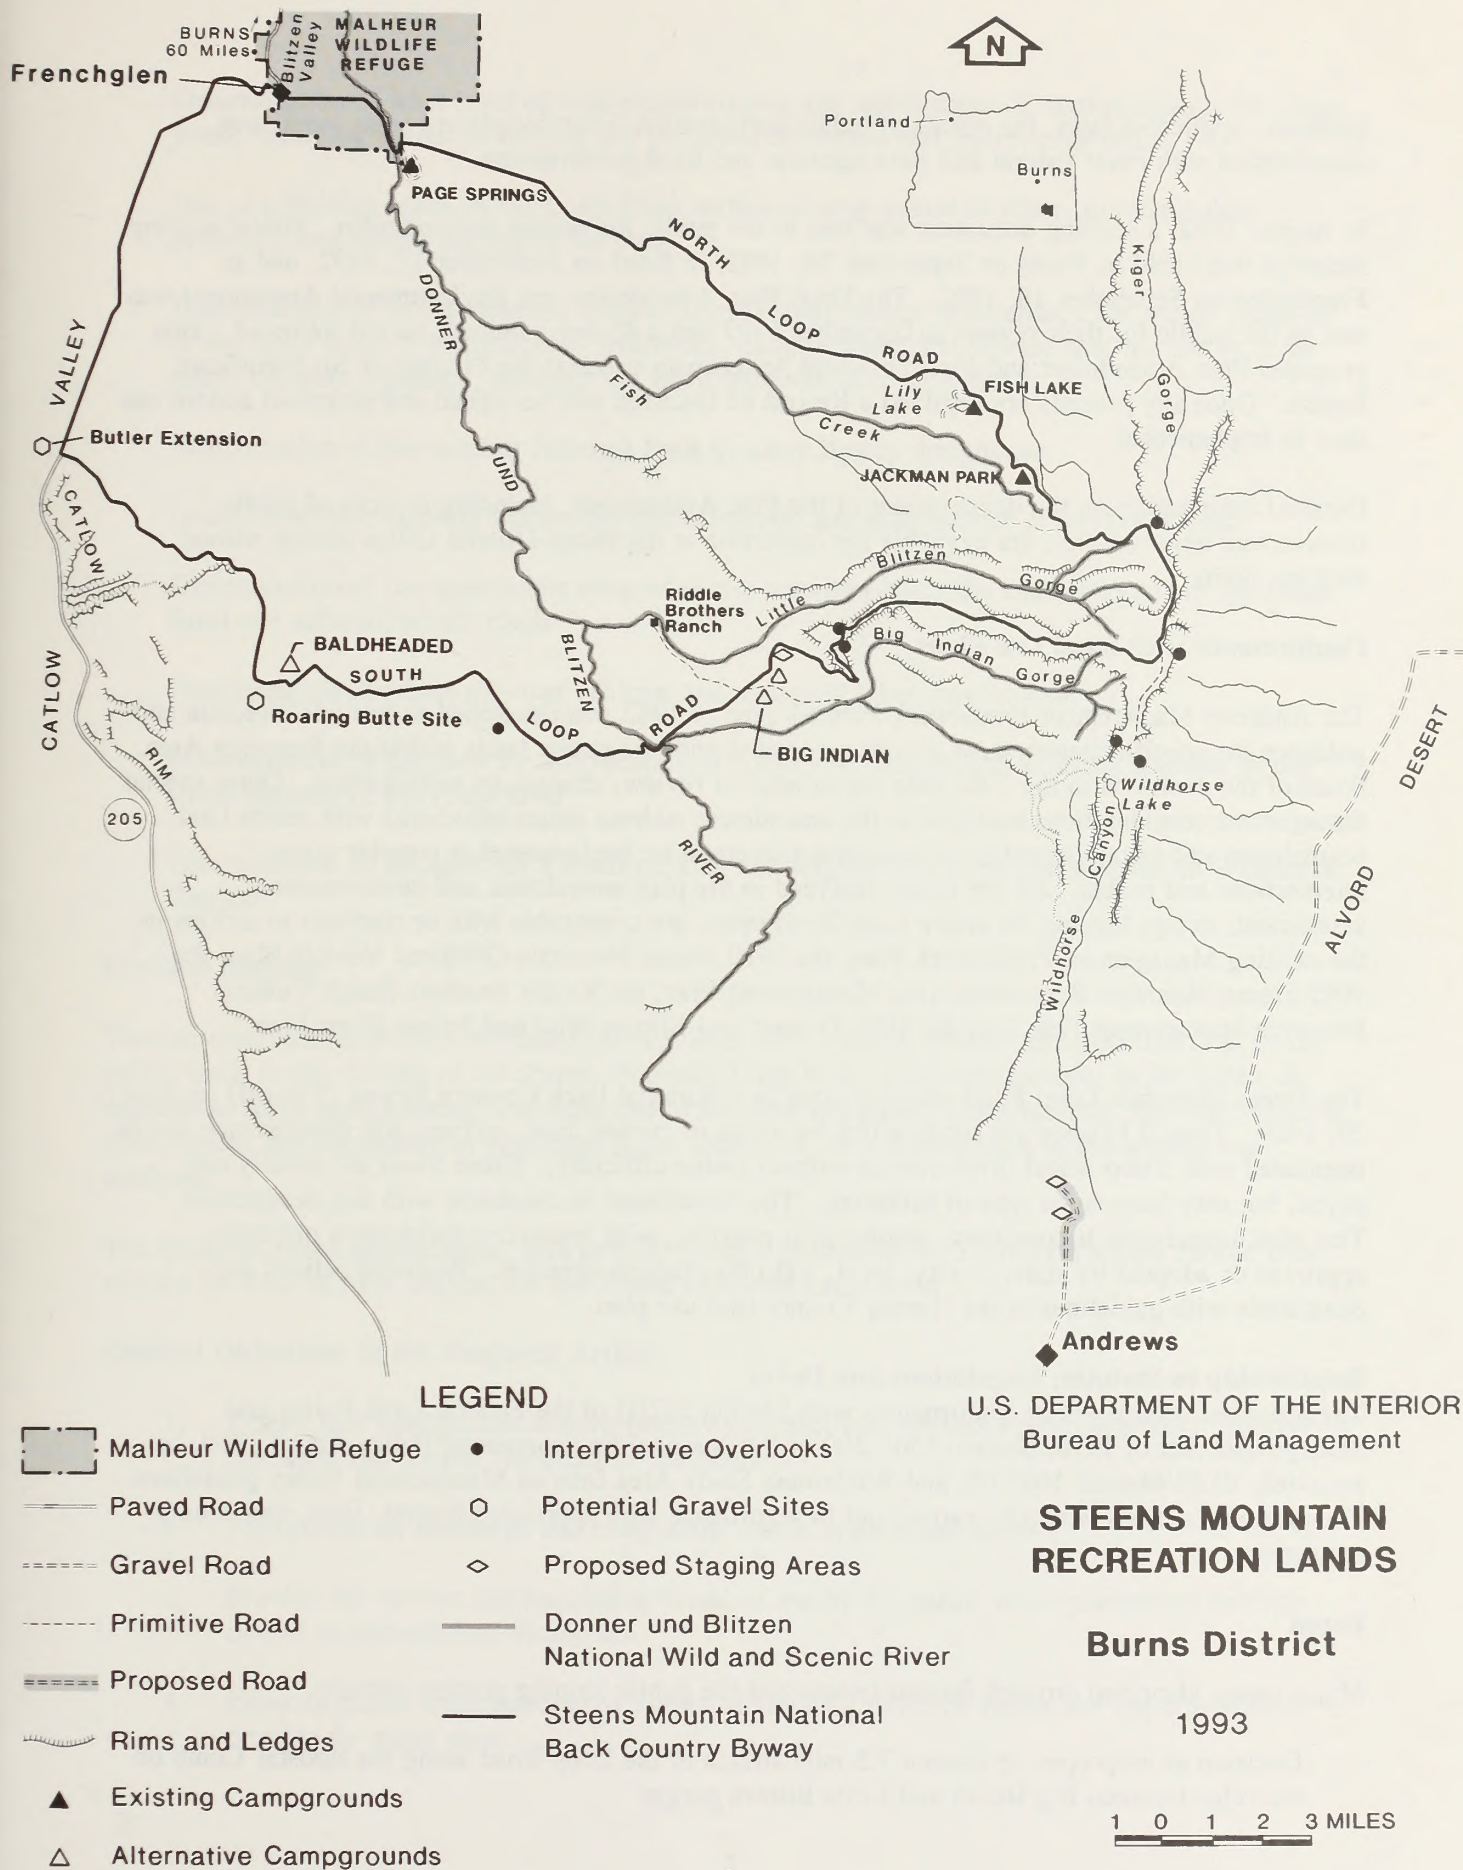 BURNS
60 Miles
Blitzen
Valley
MALHEUR
WILDLIFE
REFUGE
Frenchglen
N
Portland
Burns
PAGE SPRINGS
NORTH
LOOP
ROAD
Kiger
Gorge
DONNER
UND
BLITZEN
RIVER
Fish
Creek
Lily
Lake
FISH LAKE
JACKMAN PARK
VALLEY
Butler Extension
CATLOW
CATLOW
RIM
205
BALDHEADED
SOUTH
LOOP
ROAD
Roaring Butte Site
Riddle
Brothers
Ranch
Little
Blitzen
Gorge
Big
Indian
Gorge
BIG INDIAN
Wildhorse
Lake
Wildhorse
Canyon
ALVORD
DESERT
Andrews
LEGEND
Malheur Wildlife Refuge
Paved Road
Gravel Road
Primitive Road
Proposed Road
Rims and Ledges
Existing Campgrounds
Alternative Campgrounds
Interpretive Overlooks
Potential Gravel Sites
Proposed Staging Areas
Donner und Blitzen
National Wild and Scenic River
Steens Mountain National
Back Country Byway
U.S. DEPARTMENT OF THE INTERIOR
Bureau of Land Management
STEENS MOUNTAIN
RECREATION LANDS
Burns District
1993
1 0 1 2 3 MILES